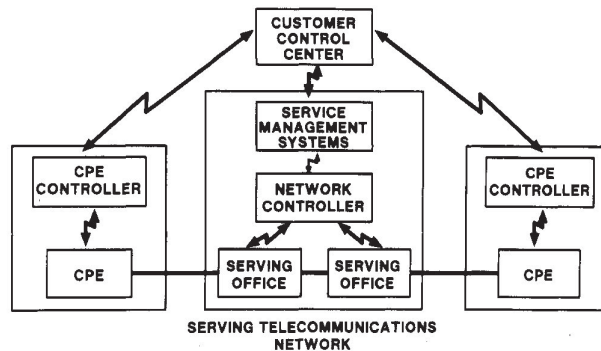 CUSTOMER
CONTROL
CENTER
SERVICE
MANAGEMENT
SYSTEMS
CPE
CONTROLLER
NETWORK
CONTROLLER
CPE
CONTROLLER
CPE
SERVING
OFFICE
SERVING
OFFICE
CPE
SERVING TELECOMMUNICATIONS
NETWORK